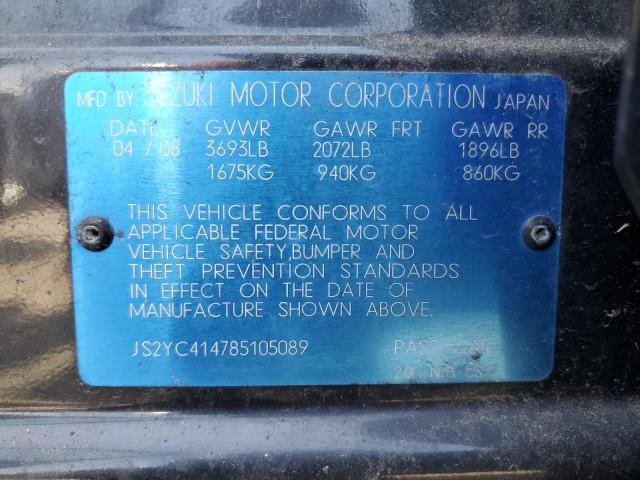 MFD BY SUZUKI MOTOR CORPORATION JAPAN
DATE GVWR GAWR FRT GAWR RR
04 / 08 3693LB 2072LB 1896LB
1675KG 940KG 860KG
THIS VEHICLE CONFORMS TO ALL
APPLICABLE FEDERAL MOTOR
VEHICLE SAFETY,BUMPER AND
THEFT PREVENTION STANDARDS
IN EFFECT ON THE DATE OF
MANUFACTURE SHOWN ABOVE.
JS2YC414785105089 PASS CAR